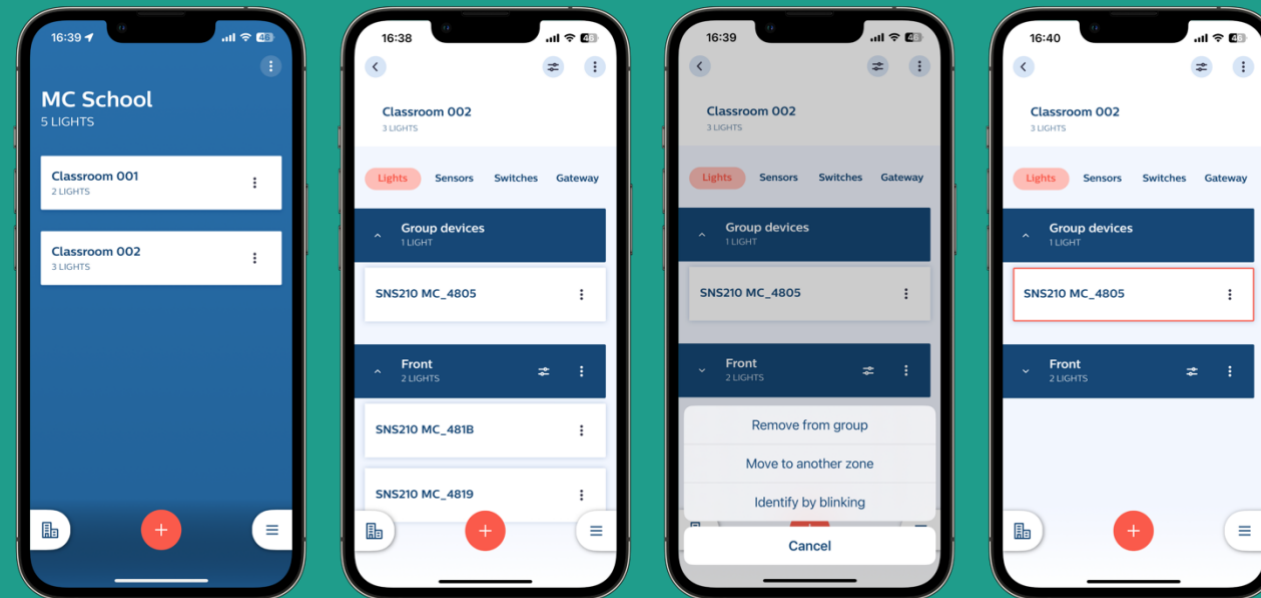 16:39
48
MC School
5 LIGHTS
Classroom 001
2 LIGHTS
Classroom 002
3 LIGHTS
16:38
48
Classroom 002
3 LIGHTS
Lights Sensors Switches Gateway
Group devices
1 LIGHT
SNS210 MC_4805
Front
2 LIGHTS
SNS210 MC_481B
SNS210 MC_4819
16:39
48
Classroom 002
3 LIGHTS
Lights Sensors Switches Gateway
Group devices
1 LIGHT
SNS210 MC_4805
Front
2 LIGHTS
Remove from group
Move to another zone
Identify by blinking
Cancel
16:40
48
Classroom 002
3 LIGHTS
Lights Sensors Switches Gateway
Group devices
1 LIGHT
SNS210 MC_4805
Front
2 LIGHTS